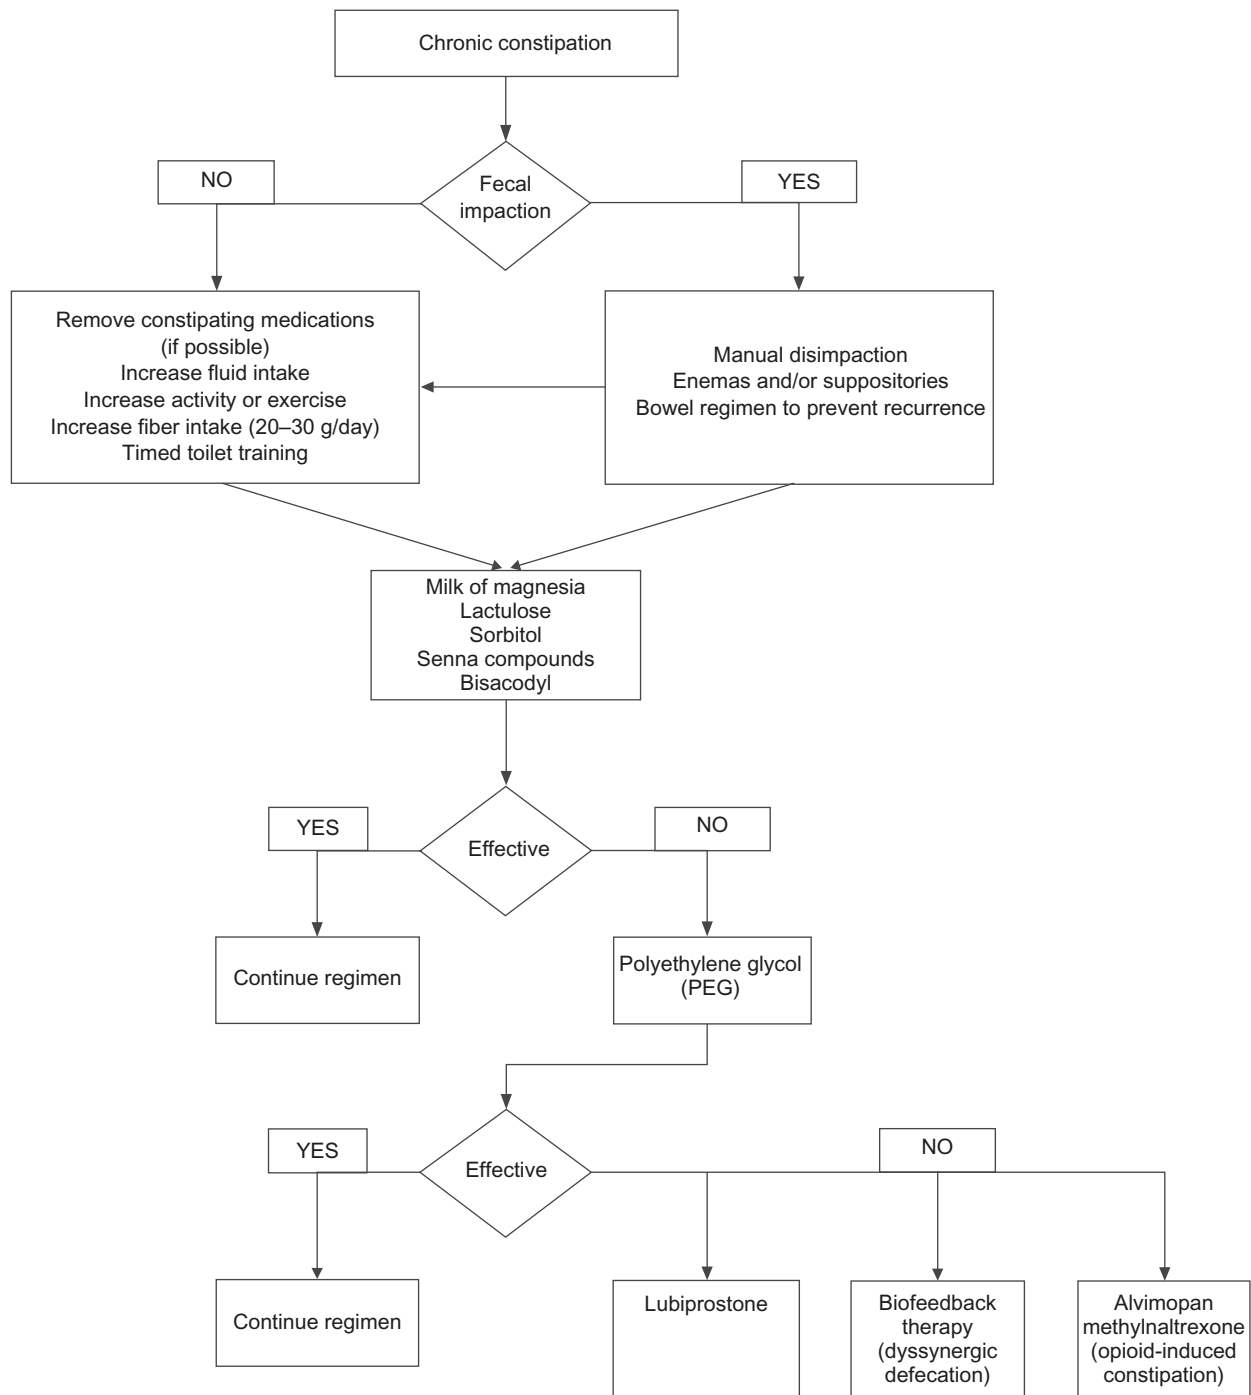 Chronic constipation
NO
Fecal
impaction
YES
Remove constipating medications
(if possible)
Increase fluid intake
Increase activity or exercise
Increase fiber intake (20–30 g/day)
Timed toilet training
Manual disimpaction
Enemas and/or suppositories
Bowel regimen to prevent recurrence
Milk of magnesia
Lactulose
Sorbitol
Senna compounds
Bisacodyl
YES
Effective
NO
Continue regimen
Polyethylene glycol
(PEG)
YES
Effective
NO
Continue regimen
Lubiprostone
Biofeedback
therapy
(dyssynergic
defecation)
Alvimopan
methylnaltrexone
(opioid-induced
constipation)